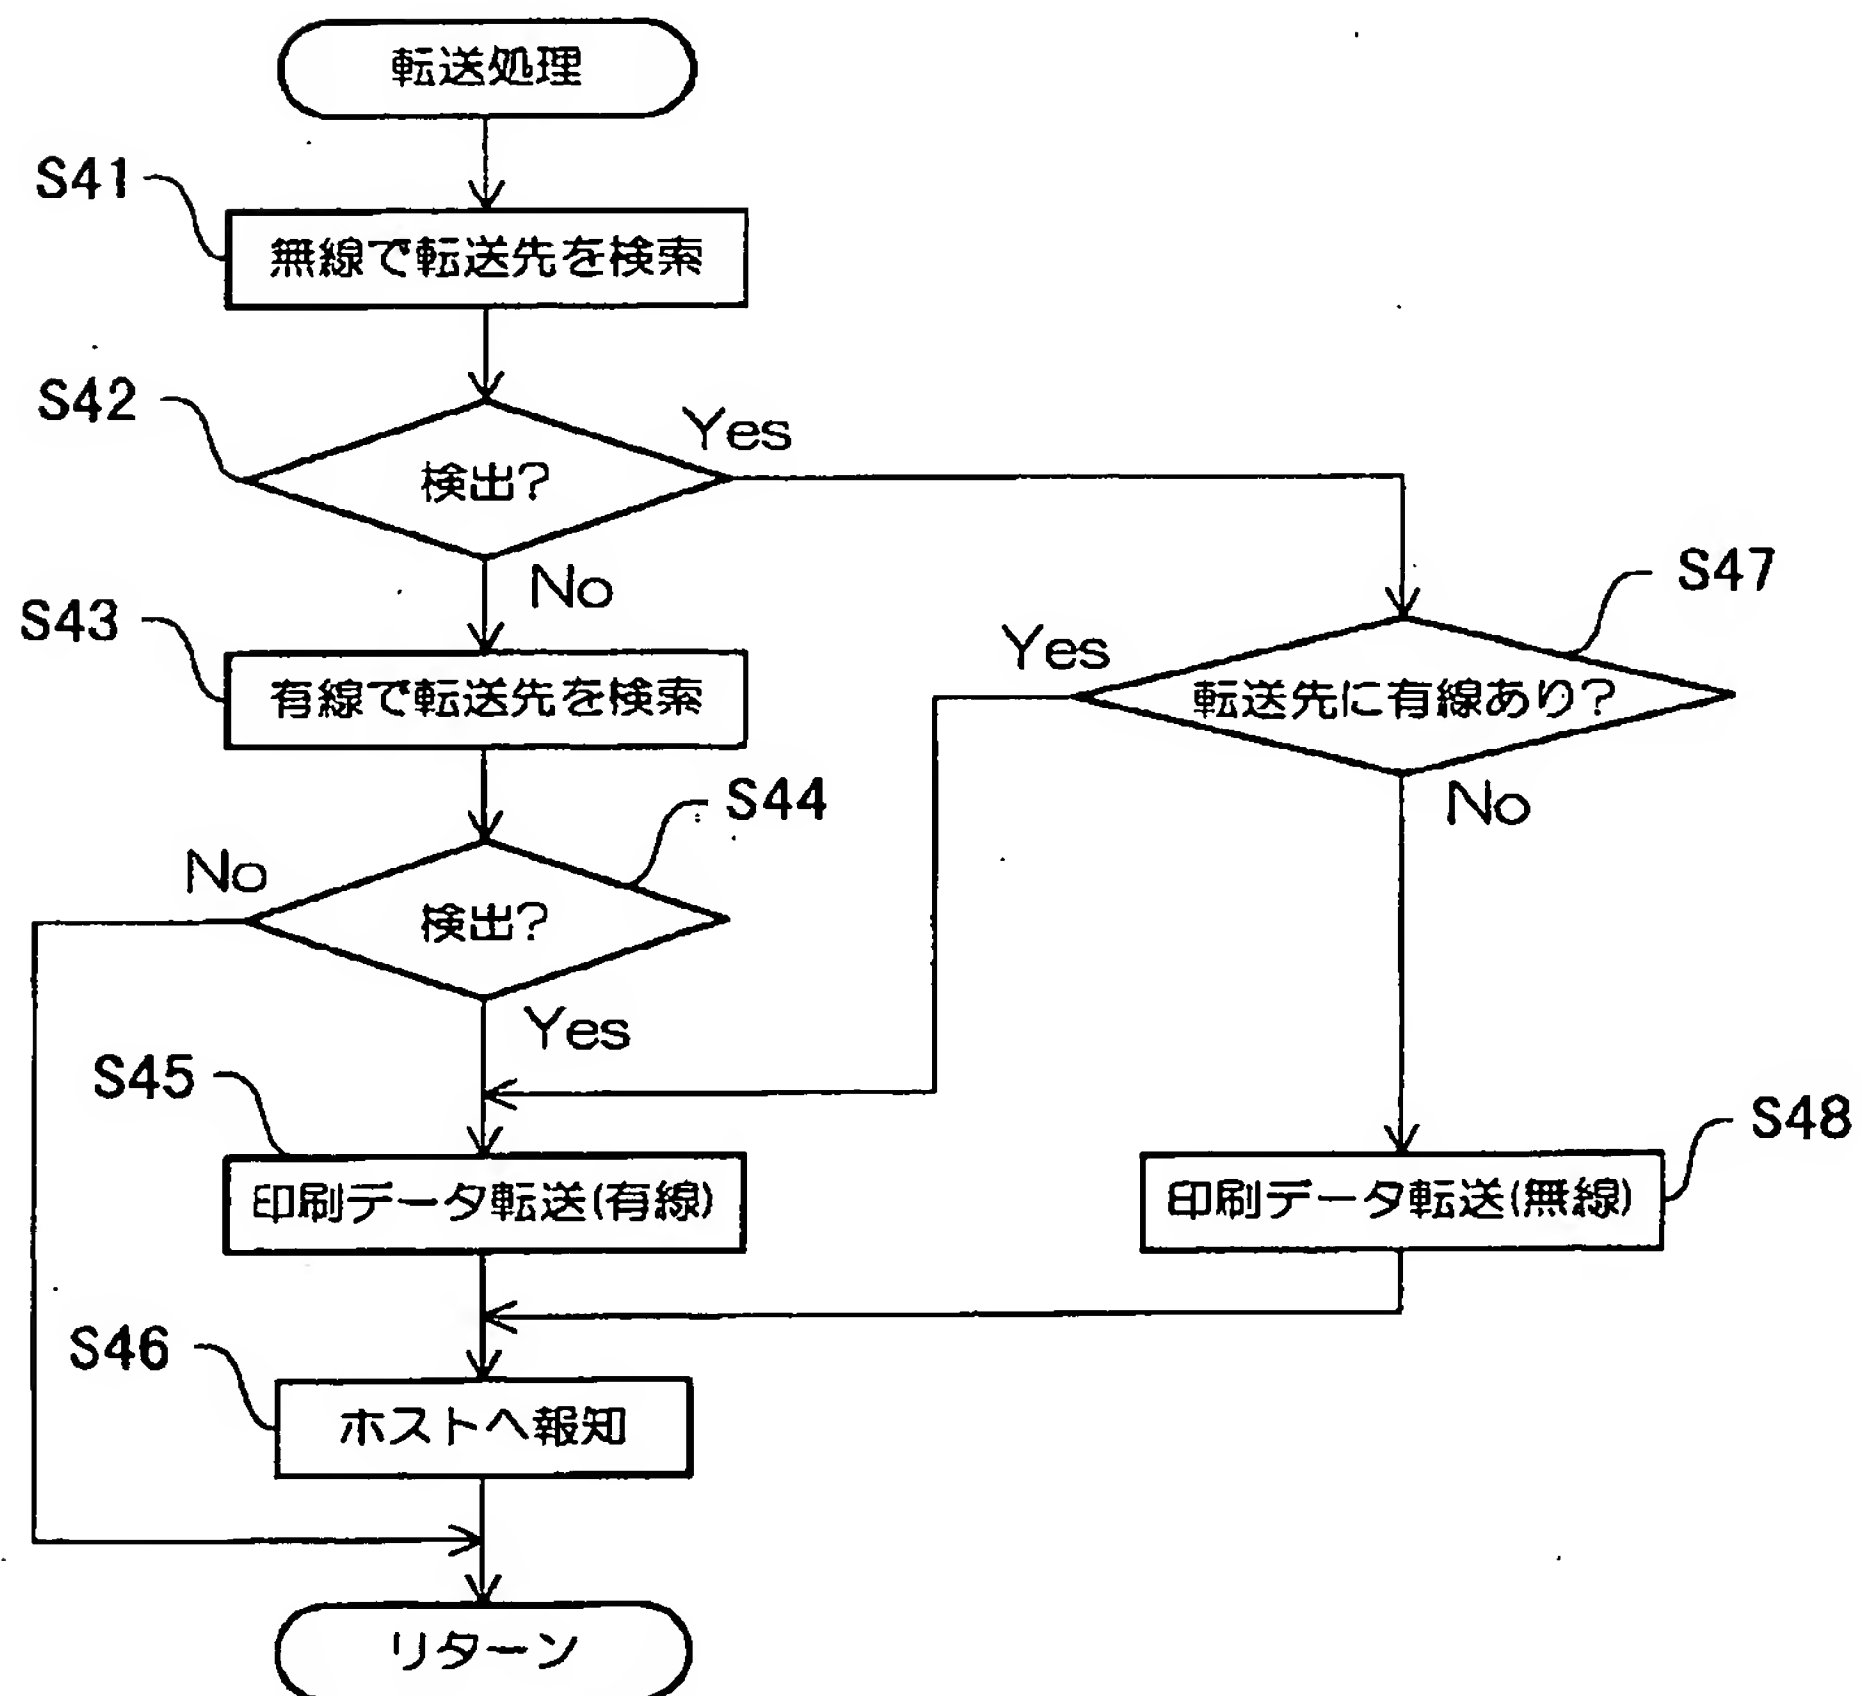 転送処理
S41
無線で転送先を検索
S42
検出?
Yes
No
S43
有線で転送先を検索
S47
Yes
転送先に有線あり?
No
S44
No
検出?
Yes
S45
印刷データ転送(有線)
S48
印刷データ転送(無線)
S46
ホストへ報知
リターン